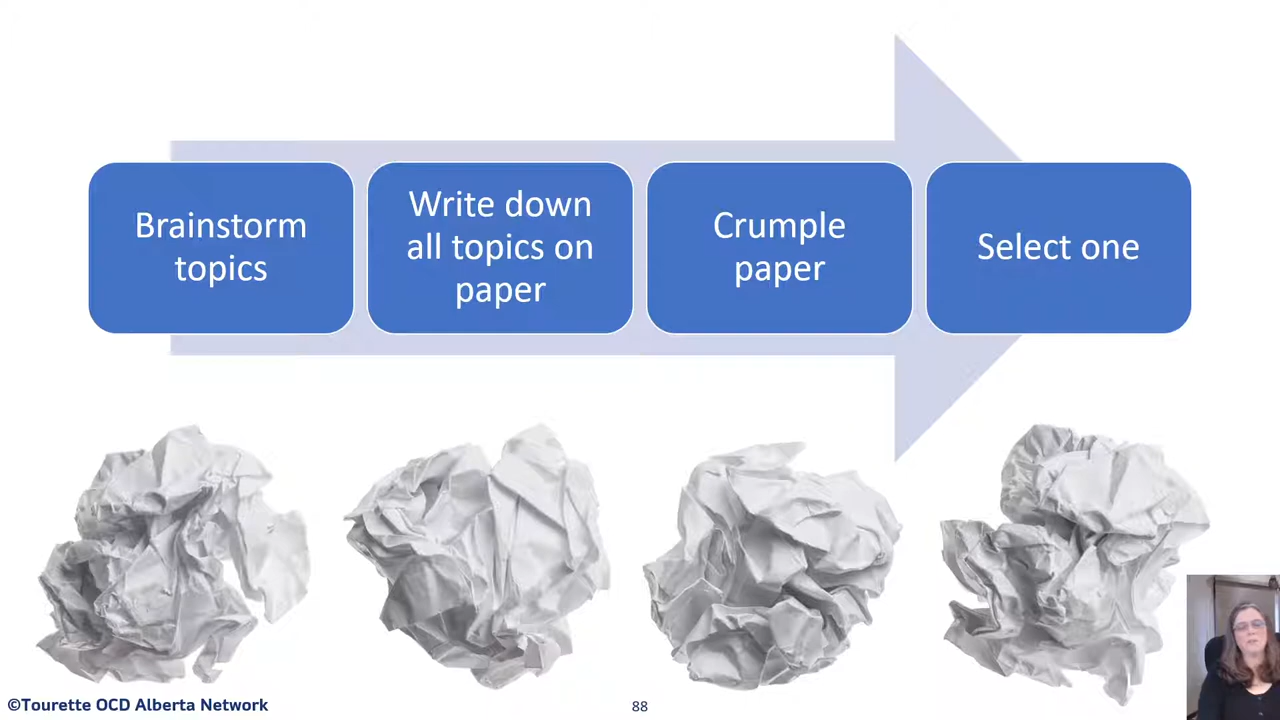 Brainstorm
topics
Write down
all topics on
paper
Crumple
paper
Select one
©Tourette OCD Alberta Network
88